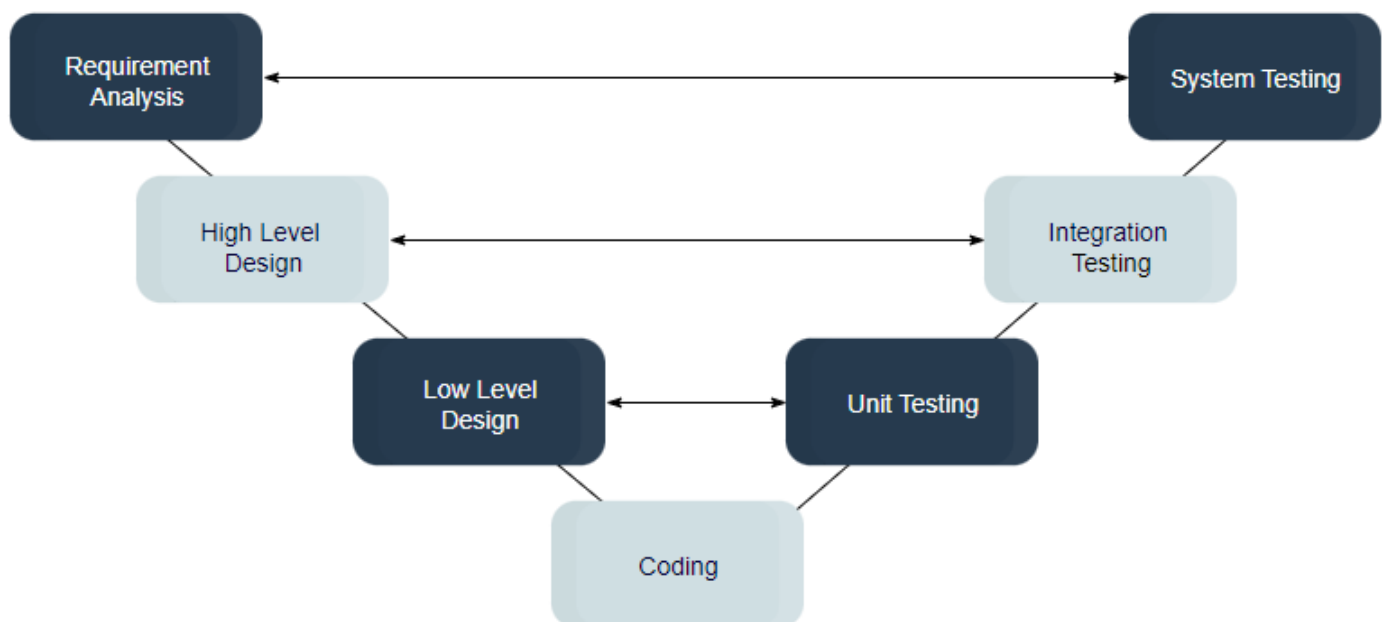 Requirement
Analysis
System Testing
High Level
Design
Integration
Testing
Low Level
Design
Unit Testing
Coding